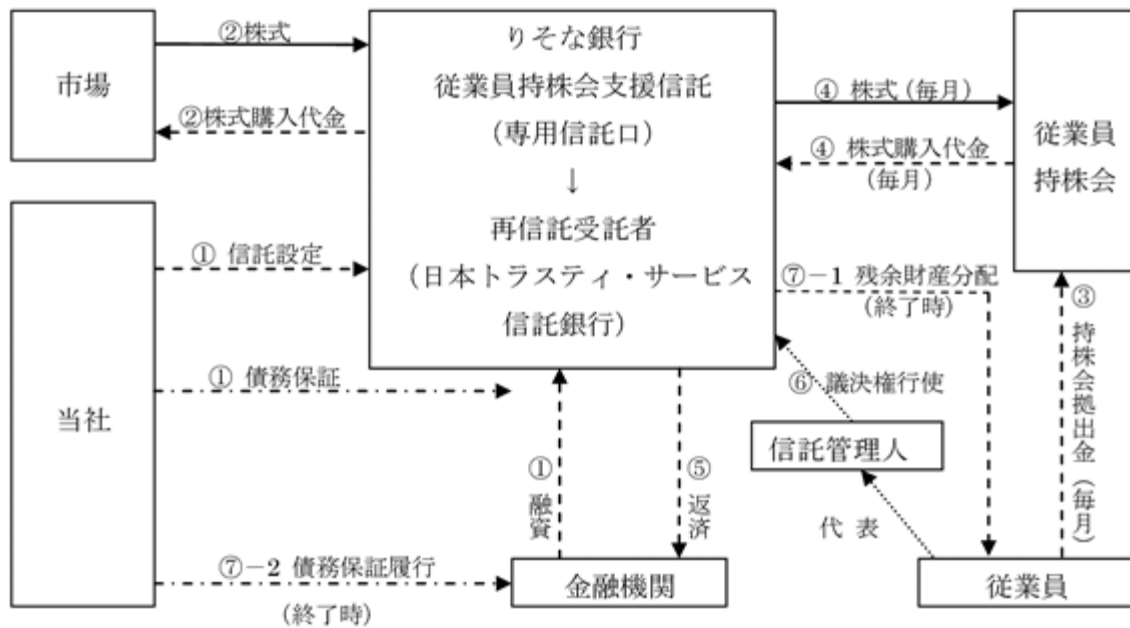 ②株式
市場
②株式購入代金
りそな銀行
従業員持株会支援信託
（専用信託口）
↓
再信託受託者
（日本トラスティ・サービス
信託銀行）
④ 株式（毎月）
④ 株式購入代金
（毎月）
従業員
持株会
当社
① 信託設定
① 債務保証
⑦－2 債務保証履行
（終了時）
① 融資
⑤ 返済
金融機関
⑦－1 残余財産分配
（終了時）
⑥ 議決権行使
信託管理人
代 表
③ 持株会拠出金（毎月）
従業員